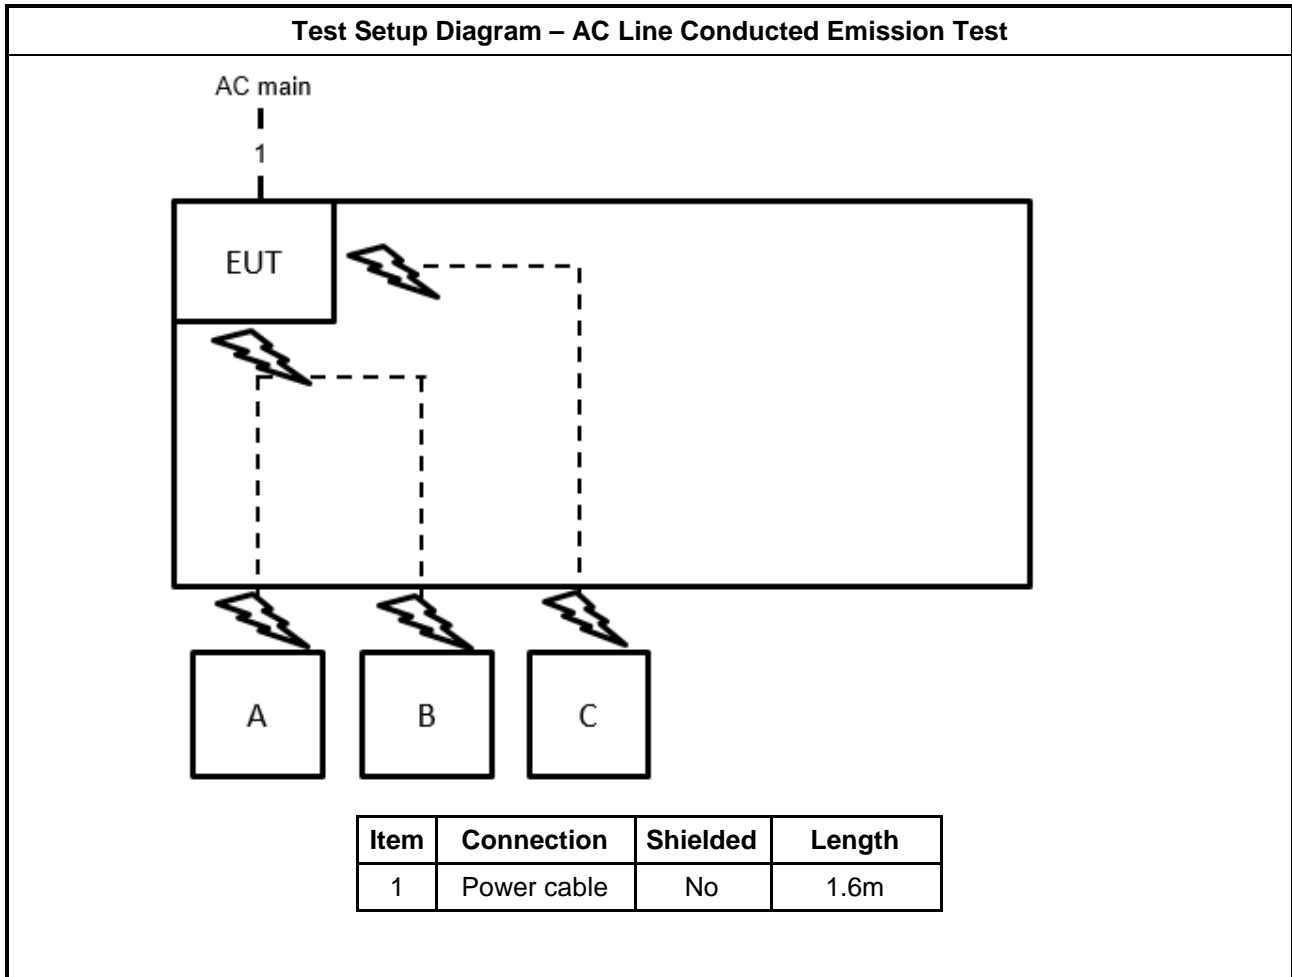 Test Setup Diagram – AC Line Conducted Emission Test
AC main
1
EUT
A B C
Item Connection Shielded Length
1 Power cable No 1.6m